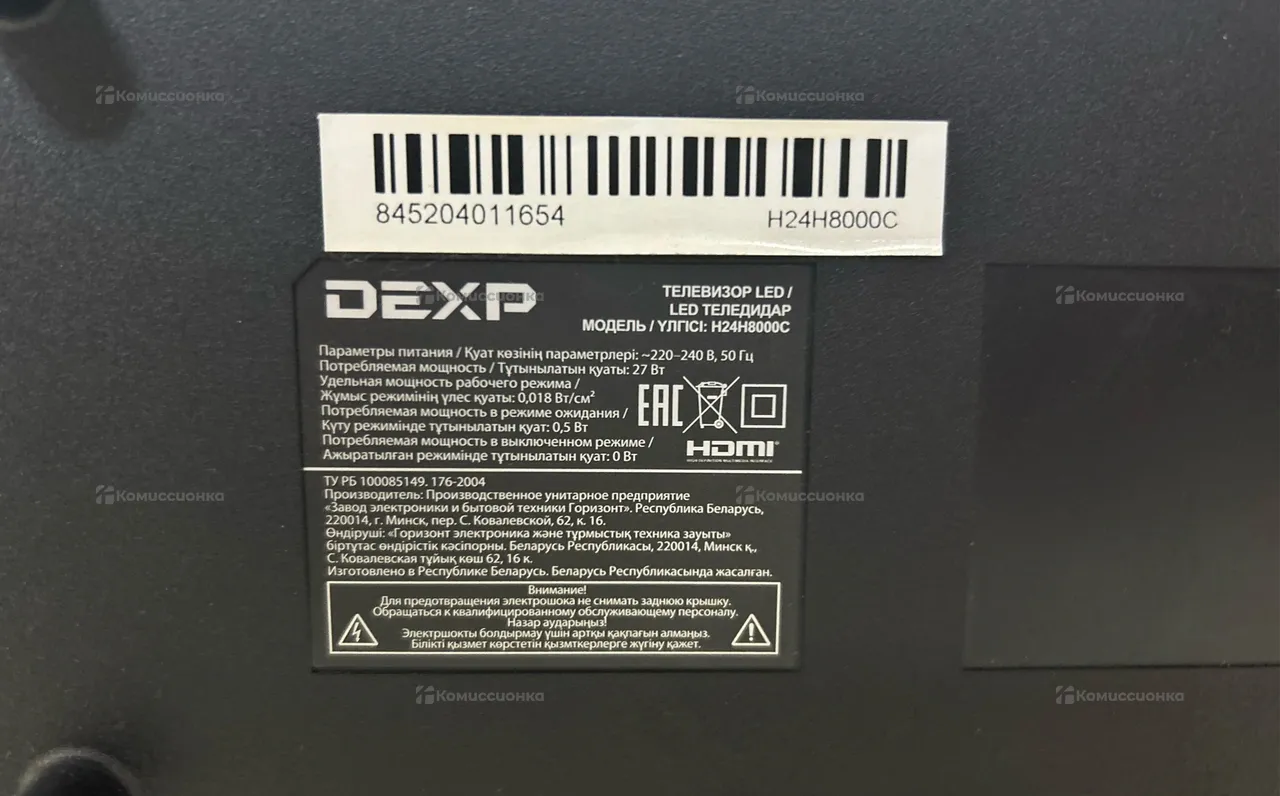 Комиссионка
Комиссионка
845204011654
H24H8000C
DEXP
Комиссионка
ТЕЛЕВИЗОР LED /
LED ТЕЛЕДИДАР
МОДЕЛЬ / ҮЛГІСІ: H24H8000C
Комиссионка
Параметры питания / Қуат көзінің параметрлері: ~220–240 В, 50 Гц
Потребляемая мощность / Тұтынылатын қуаты: 27 Вт
Удельная мощность рабочего режима /
Жұмыс режимінің үлес қуаты: 0,018 Вт/см²
Потребляемая мощность в режиме ожидания /
Күту режимінде тұтынылатын қуат: 0,5 Вт
Потребляемая мощность в выключенном режиме /
Ажыратылған режимінде тұтынылатын қуат: 0 Вт
EAC
HDMI
HIGH DEFINITION MULTIMEDIA INTERFACE
ТУ РБ 100085149. 176-2004
Производитель: Производственное унитарное предприятие
«Завод электроники и бытовой техники Горизонт». Республика Беларусь,
220014, г. Минск, пер. С. Ковалевской, 62, к. 16.
Өндіруші: «Горизонт электроника және тұрмыстық техника зауыты»
біртұтас өндірістік кәсіпорны. Беларусь Республикасы, 220014, Минск қ.,
С. Ковалевская тұйық көш 62, 16 к.
Изготовлено в Республике Беларусь. Беларусь Республикасында жасалған.
Комиссионка
Комиссионка
Комиссионка
Внимание!
Для предотвращения электрошока не снимать заднюю крышку.
Обращаться к квалифицированному обслуживающему персоналу.
Назар аударыңыз!
Электршокты болдырмау үшін артқы қақпағын алмаңыз.
Білікті қызмет көрстетін қызмткерлерге жүгіну қажет.
Комиссионка
Комиссионка